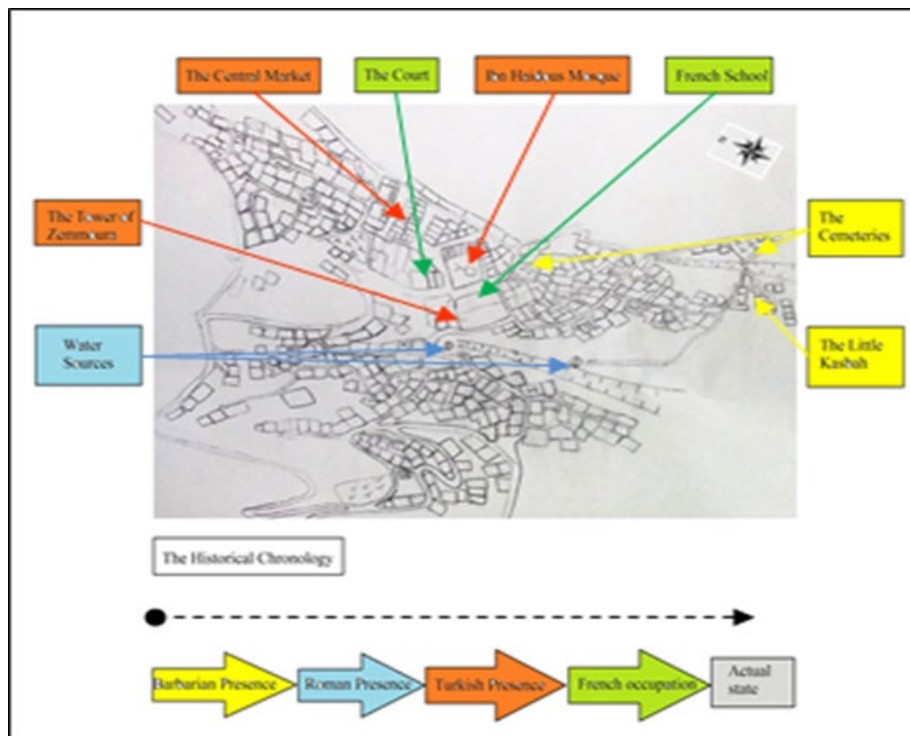 The Central Market
The Court
Ibn Haidous Mosque
French School
The Tower of
Zemmoura
The
Cemeteries
Water
Sources
The Little
Kasbah
The Historical Chronology
Barbarian Presence
Roman Presence
Turkish Presence
French occupation
Actual
state